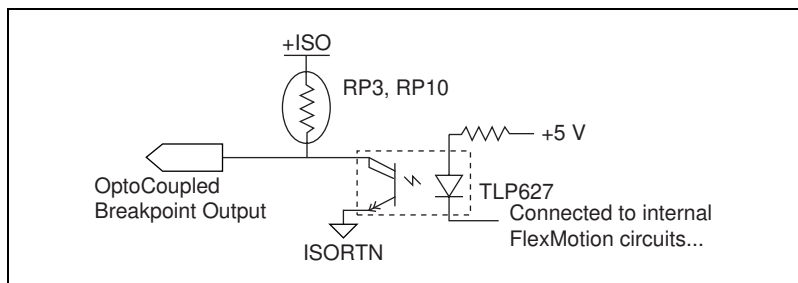 +ISO
RP3, RP10
+5 V
OptoCoupled
Breakpoint Output
TLP627
Connected to internal
FlexMotion circuits...
ISORTN